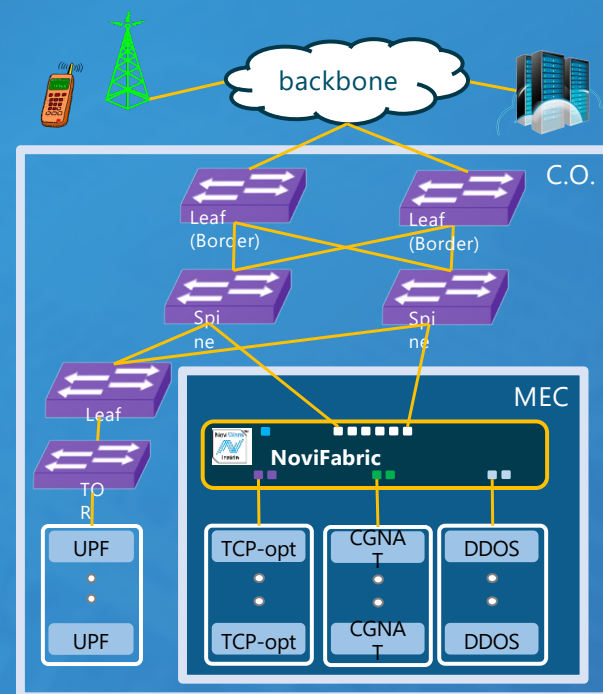 backbone
C.O.
Leaf
(Border)
Leaf
(Border)
Spi
ne
Spi
ne
Leaf
MEC
NoviFabric
TO
R
UPF
TCP-opt
CGNA
T
DDOS
UPF
TCP-opt
CGNA
T
DDOS